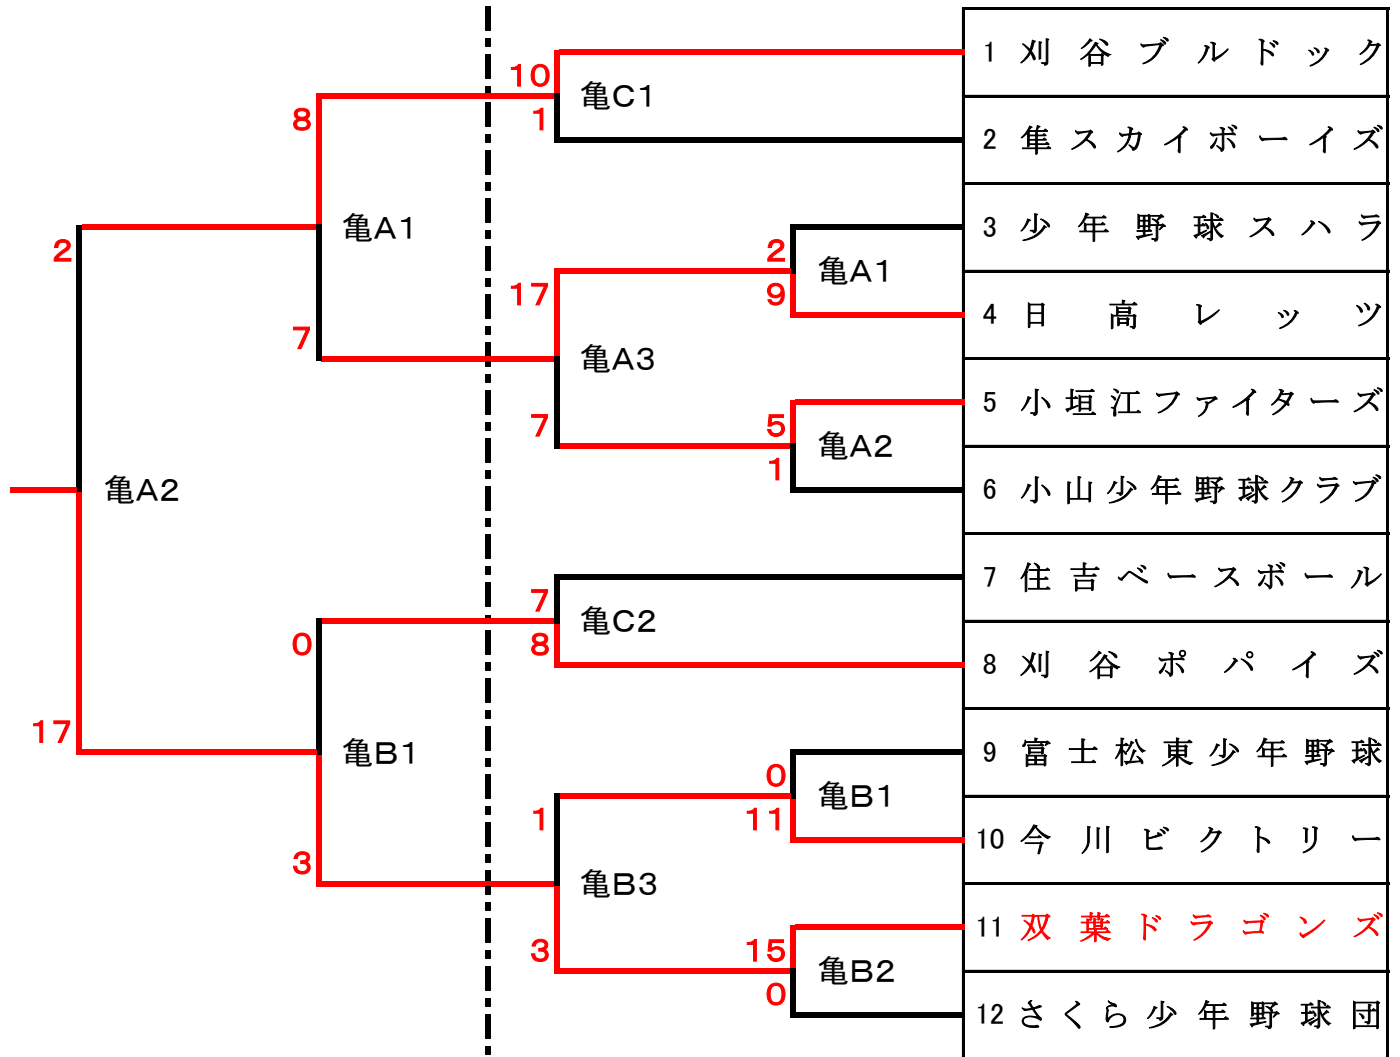 10 1 刈谷ブルドック
8 亀C1
1
2 隼スカイボーイズ
亀A1 3 少年野球スハラ
2 2 亀A1
17 9
7 4 日高レッツ
亀A3
5 小垣江ファイターズ
7 5 亀A2
1
亀A2 6 小山少年野球クラブ
7 住吉ベースボール
7 亀C2
0 8
8 刈谷ポパイズ
17 亀B1 9 富士松東少年野球
0 亀B1
1 11
10 今川ビクトリー
3 亀B3
11 双葉ドラゴンズ
3 15 亀B2
0
12 さくら少年野球団